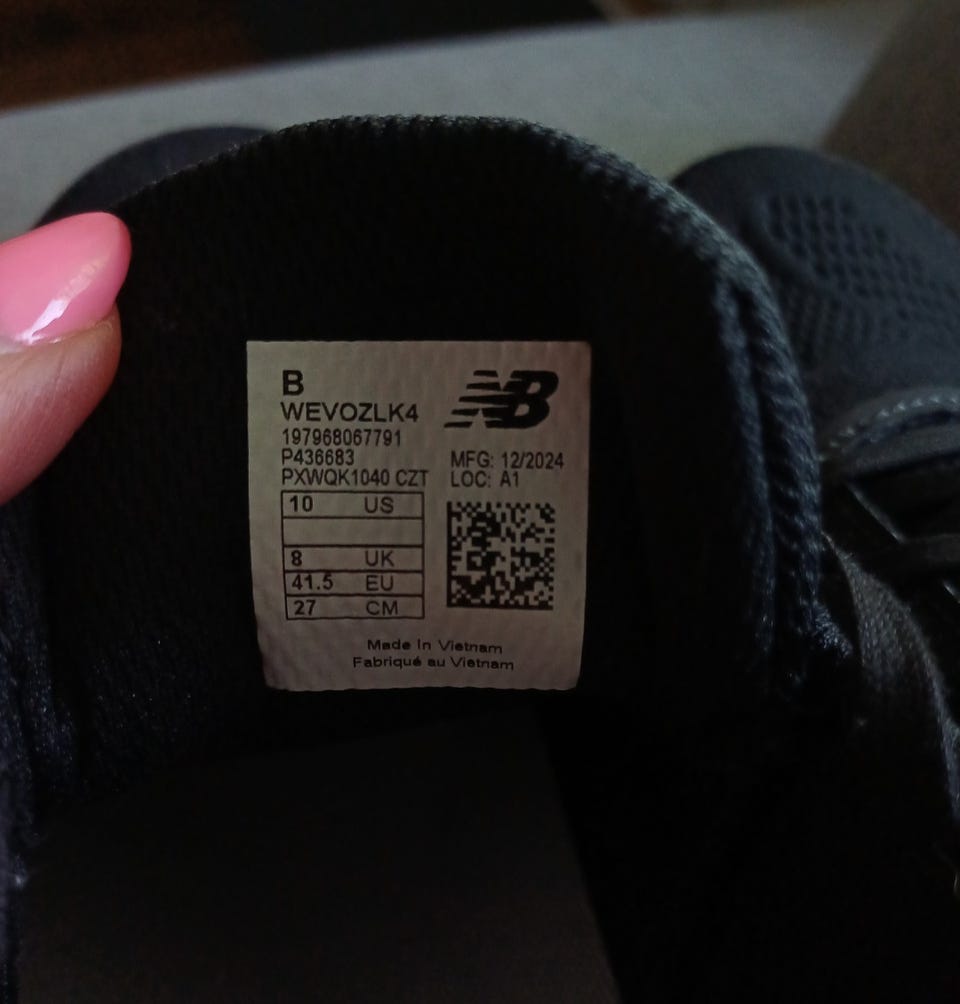 B
WEVOZLK4
197968067791
P436683
PXWQK1040 CZT
NB
MFG: 12/2024
LOC: A1
10 US
8 UK
41.5 EU
27 CM
Made In Vietnam
Fabriqué au Vietnam